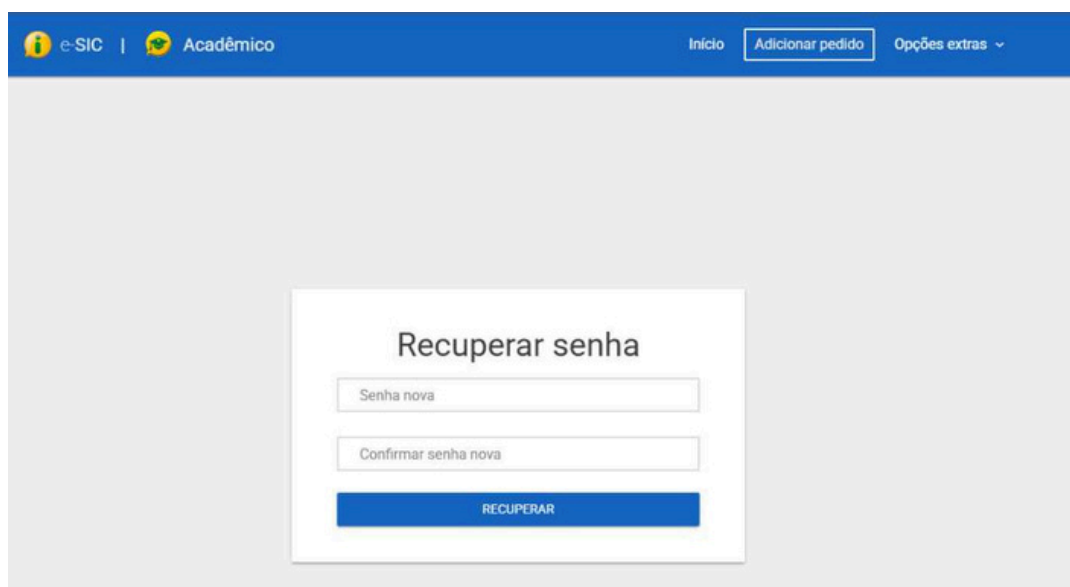 e-SIC | Acadêmico Início Adicionar pedido Opções extras
Recuperar senha
Senha nova
Confirmar senha nova
RECUPERAR